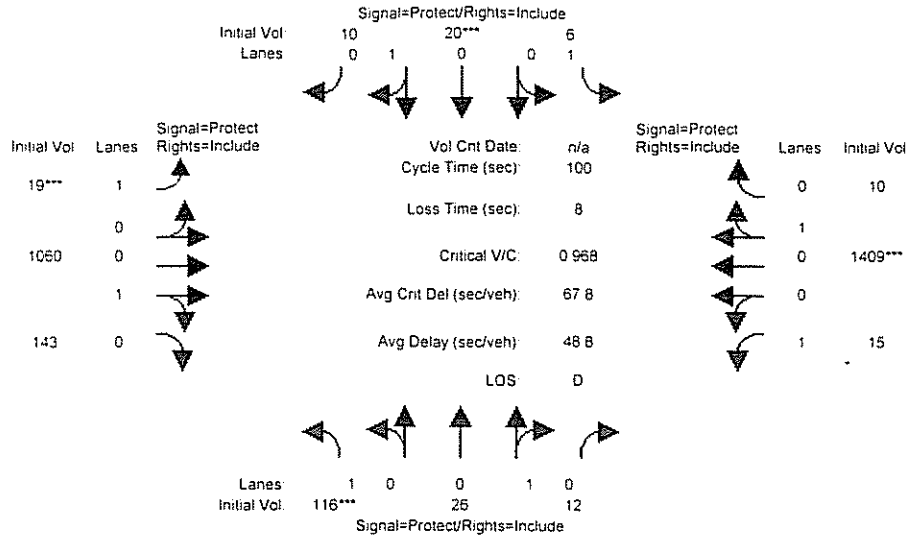 Signal=Protect/Rights=Include
Initial Vol: 10 20*** 6
Lanes 0 1 0 0 1
Initial Vol Lanes Signal=Protect Rights=Include
Vol Cnt Date: n/a
Signal=Protect Rights=Include Lanes Initial Vol
Cycle Time (sec): 100
19*** 1 0 10
Loss Time (sec): 8
0 1
1060 0 Critical V/C: 0.968 0 1409***
1 Avg Crit Del (sec/veh): 67.8 0
143 0 Avg Delay (sec/veh): 48.8 1 15
LOS: D
Lanes: 1 0 0 1 0
Initial Vol: 116*** 26 12
Signal=Protect/Rights=Include